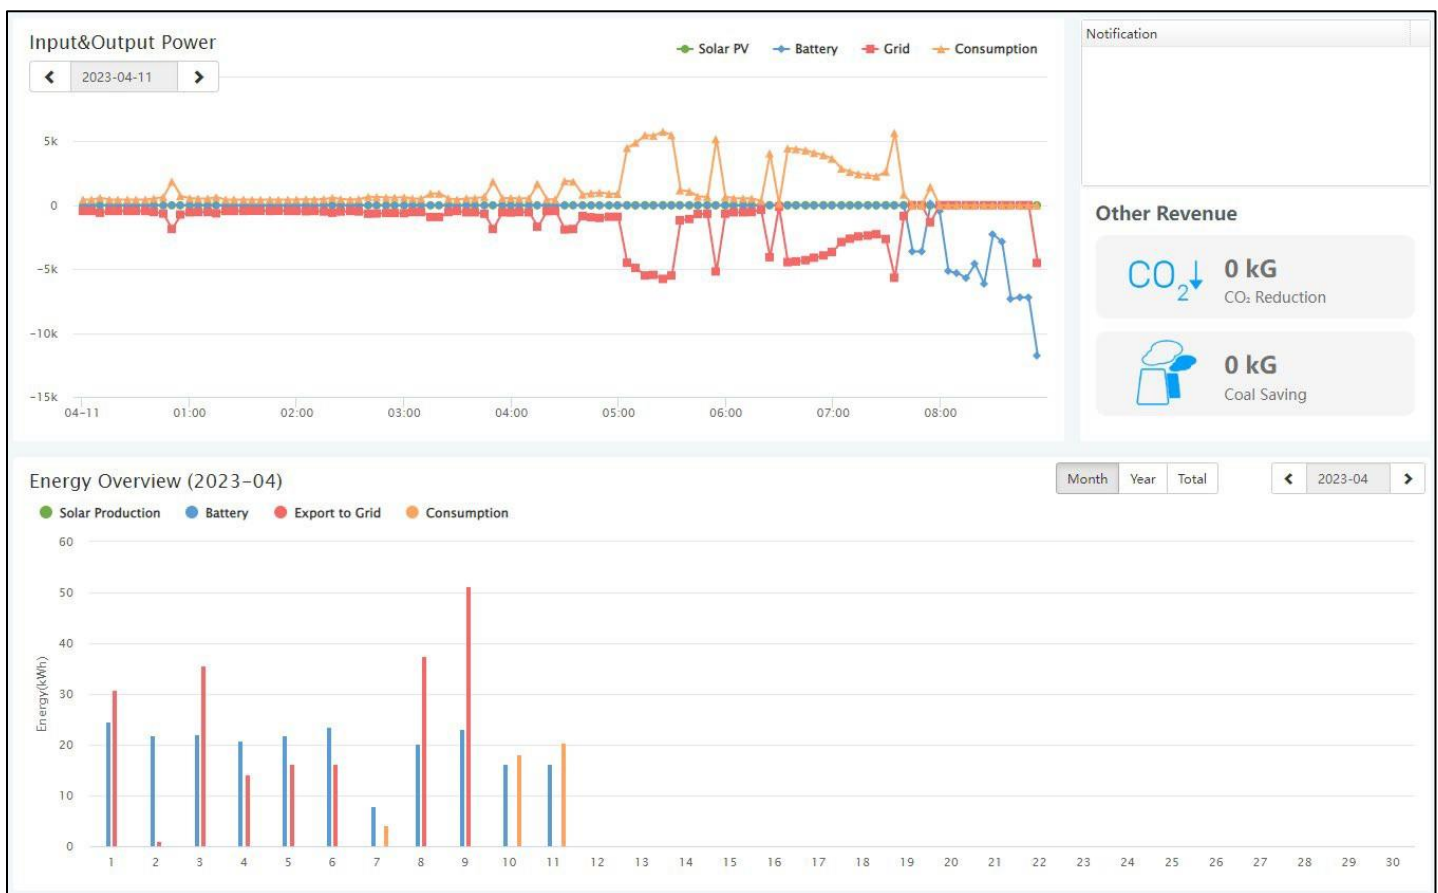 Input&Output Power
Solar PV Battery Grid Consumption
2023-04-11
5k
0
-5k
-10k
-15k
04-11 01:00 02:00 03:00 04:00 05:00 06:00 07:00 08:00
Notification
Other Revenue
CO2
0 kG
CO₂ Reduction
0 kG
Coal Saving
Energy Overview (2023-04)
Month Year Total
2023-04
Solar Production Battery Export to Grid Consumption
Energy(kWh)
60
50
40
30
20
10
0
1 2 3 4 5 6 7 8 9 10 11 12 13 14 15 16 17 18 19 20 21 22 23 24 25 26 27 28 29 30